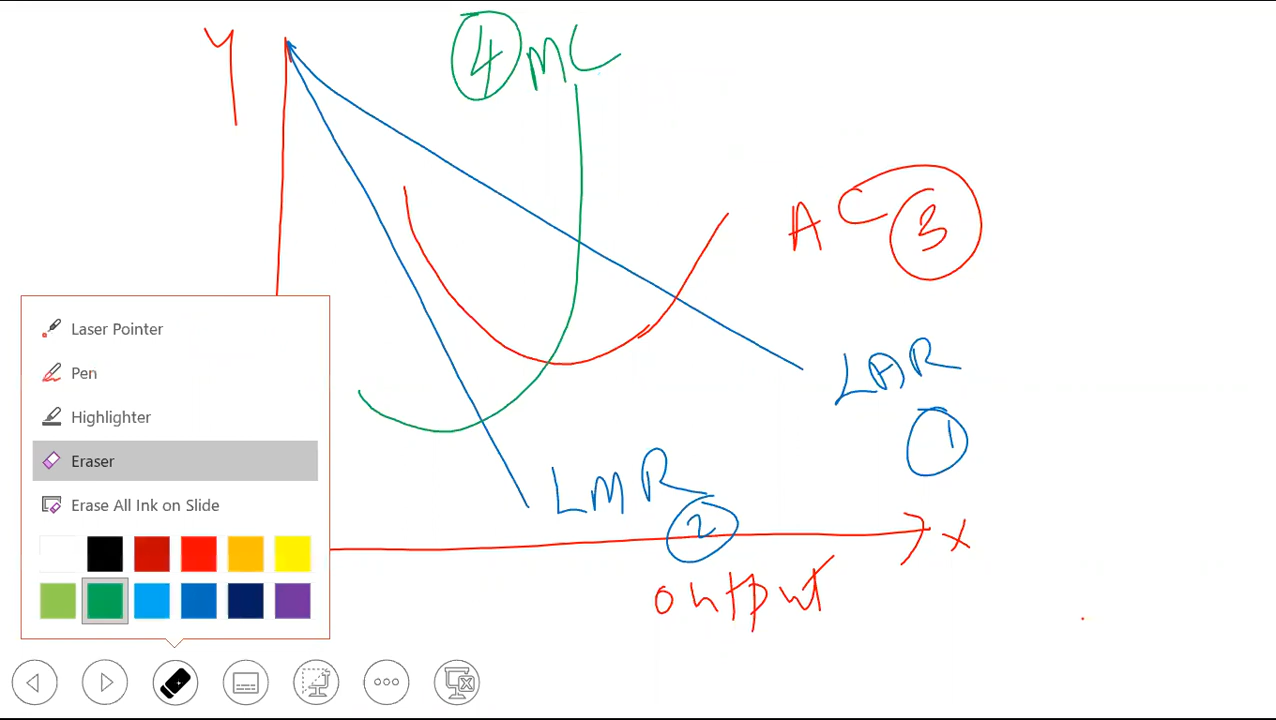 Y
4 MC
AC 3
LAR
1
LMR
2
X
output
Laser Pointer
Pen
Highlighter
Eraser
Erase All Ink on Slide